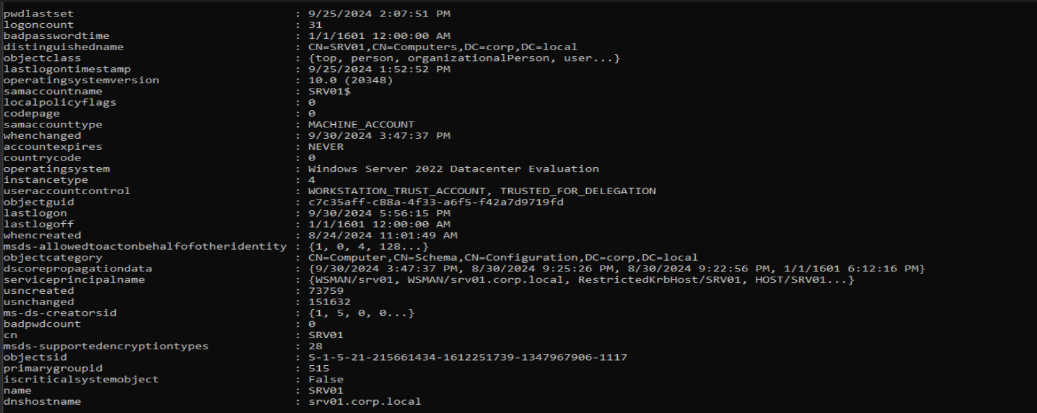 pwdlastset : 9/25/2024 2:07:51 PM
logoncount : 31
badpasswordtime : 1/1/1601 12:00:00 AM
distinguishedname : CN=SRV01,CN=Computers,DC=corp,DC=local
objectclass : {top, person, organizationalPerson, user...}
lastlogontimestamp : 9/25/2024 1:52:52 PM
operatingsystemversion : 10.0 (20348)
samaccountname : SRV01$
localpolicyflags : 0
codepage : 0
samaccounttype : MACHINE_ACCOUNT
whenchanged : 9/30/2024 3:47:37 PM
accountexpires : NEVER
countrycode : 0
operatingsystem : Windows Server 2022 Datacenter Evaluation
instancetype : 4
useraccountcontrol : WORKSTATION_TRUST_ACCOUNT, TRUSTED_FOR_DELEGATION
objectguid : c7c35aff-c88a-4f33-a6f5-f42a7d9719fd
lastlogon : 9/30/2024 5:56:15 PM
lastlogoff : 1/1/1601 12:00:00 AM
whencreated : 8/24/2024 11:01:49 AM
msds-allowedtoactonbehalfofotheridentity : {1, 0, 4, 128...}
objectcategory : CN=Computer,CN=Schema,CN=Configuration,DC=corp,DC=local
dscorepropagationdata : {9/30/2024 3:47:37 PM, 8/30/2024 9:25:26 PM, 8/30/2024 9:22:56 PM, 1/1/1601 6:12:16 PM}
serviceprincipalname : {WSMAN/srv01, WSMAN/srv01.corp.local, RestrictedKrbHost/SRV01, HOST/SRV01...}
usncreated : 73759
usnchanged : 151632
ms-ds-creatorsid : {1, 5, 0, 0...}
badpwdcount : 0
cn : SRV01
msds-supportedencryptiontypes : 28
objectsid : S-1-5-21-215661434-1612251739-1347967906-1117
primarygroupid : 515
iscriticalsystemobject : False
name : SRV01
dnshostname : srv01.corp.local